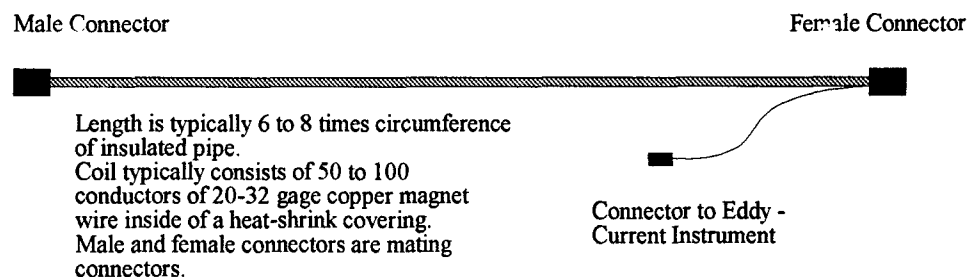 Male Connector
Female Connector
Length is typically 6 to 8 times circumference
of insulated pipe.
Coil typically consists of 50 to 100
conductors of 20-32 gage copper magnet
wire inside of a heat-shrink covering.
Male and female connectors are mating
connectors.
Connector to Eddy -
Current Instrument